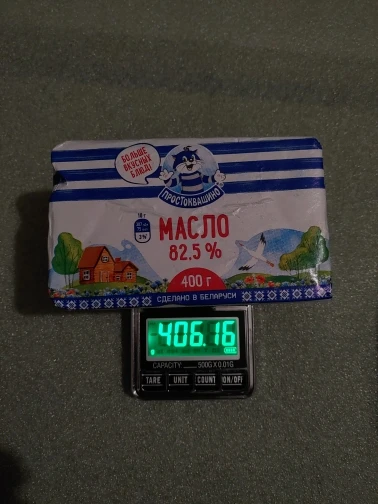 БОЛЬШЕ
ВКУСНЫХ
БЛЮД!
ПРОСТОКВАШИНО
10 г
МАСЛО
82.5 %
400 г
СДЕЛАНО В БЕЛАРУСИ
406.16
CAPACITY 500G X 0.01G
TARE UNIT COUNT ON/OFF